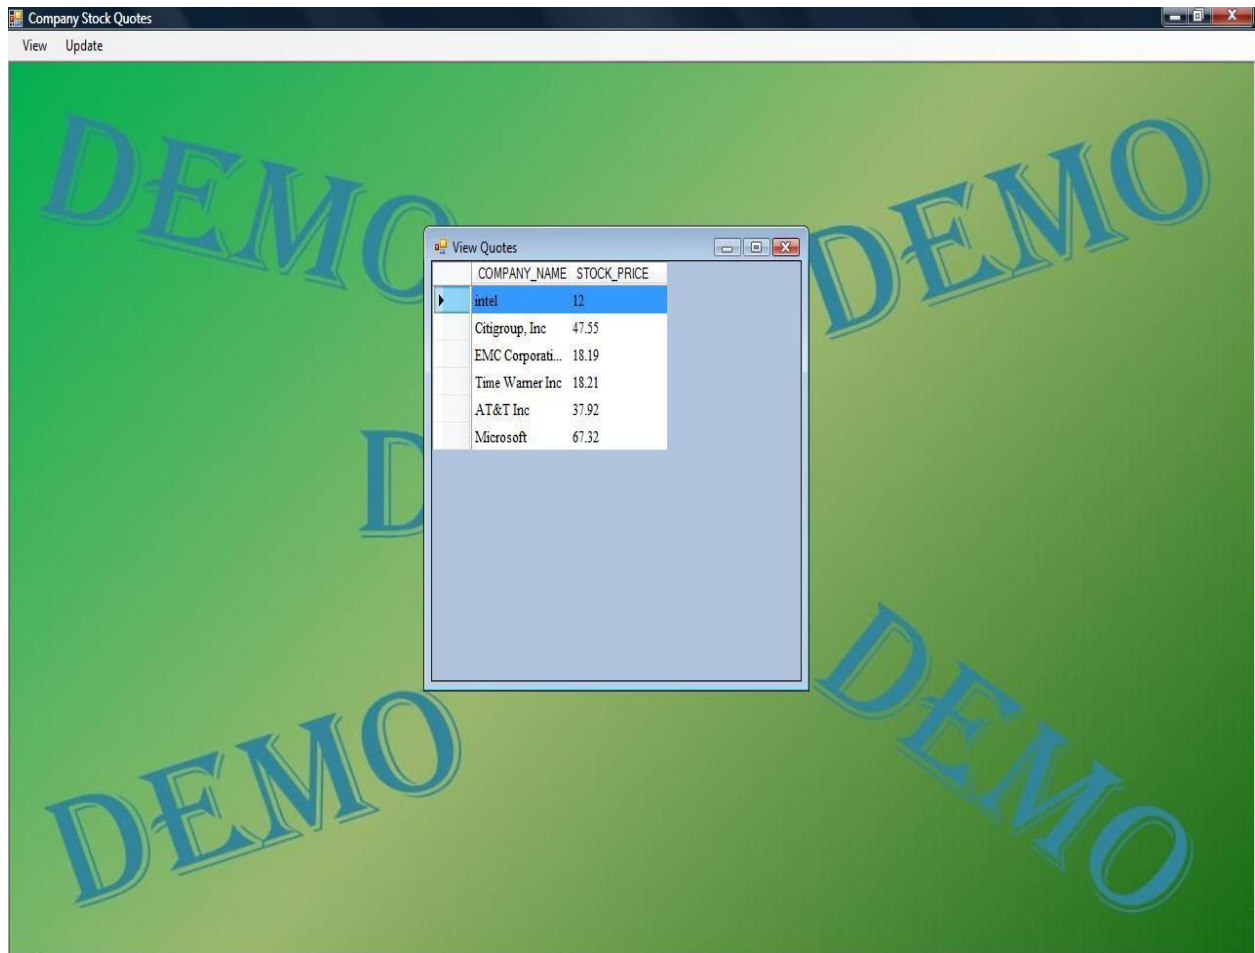 Company Stock Quotes
View Update
DEMO
DEMO
View Quotes
COMPANY_NAME STOCK_PRICE
intel 12
Citigroup, Inc 47.55
EMC Corporati... 18.19
Time Warner Inc 18.21
AT&T Inc 37.92
Microsoft 67.32
D
DEMO
DEMO